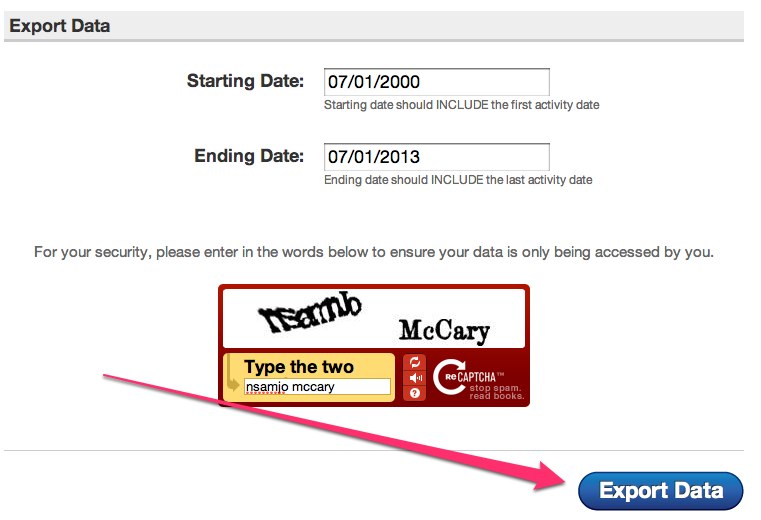 Export Data
Starting Date: 07/01/2000
Starting date should INCLUDE the first activity date
Ending Date: 07/01/2013
Ending date should INCLUDE the last activity date
For your security, please enter in the words below to ensure your data is only being accessed by you.
McCary
Type the two
nsamjo mccary
reCAPTCHA™
stop spam.
read books.
Export Data